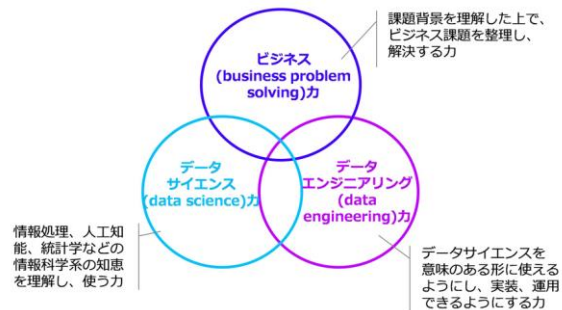 課題背景を理解した上で、
ビジネス課題を整理し、
解決する力
ビジネス
(business problem
solving)力
データ
サイエンス
(data science)力
データ
エンジニアリング
(data
engineering)力
情報処理、人工知
能、統計学などの
情報科学系の知恵
を理解し、使う力
データサイエンスを
意味のある形に使える
ようにし、実装、運用
できるようにする力